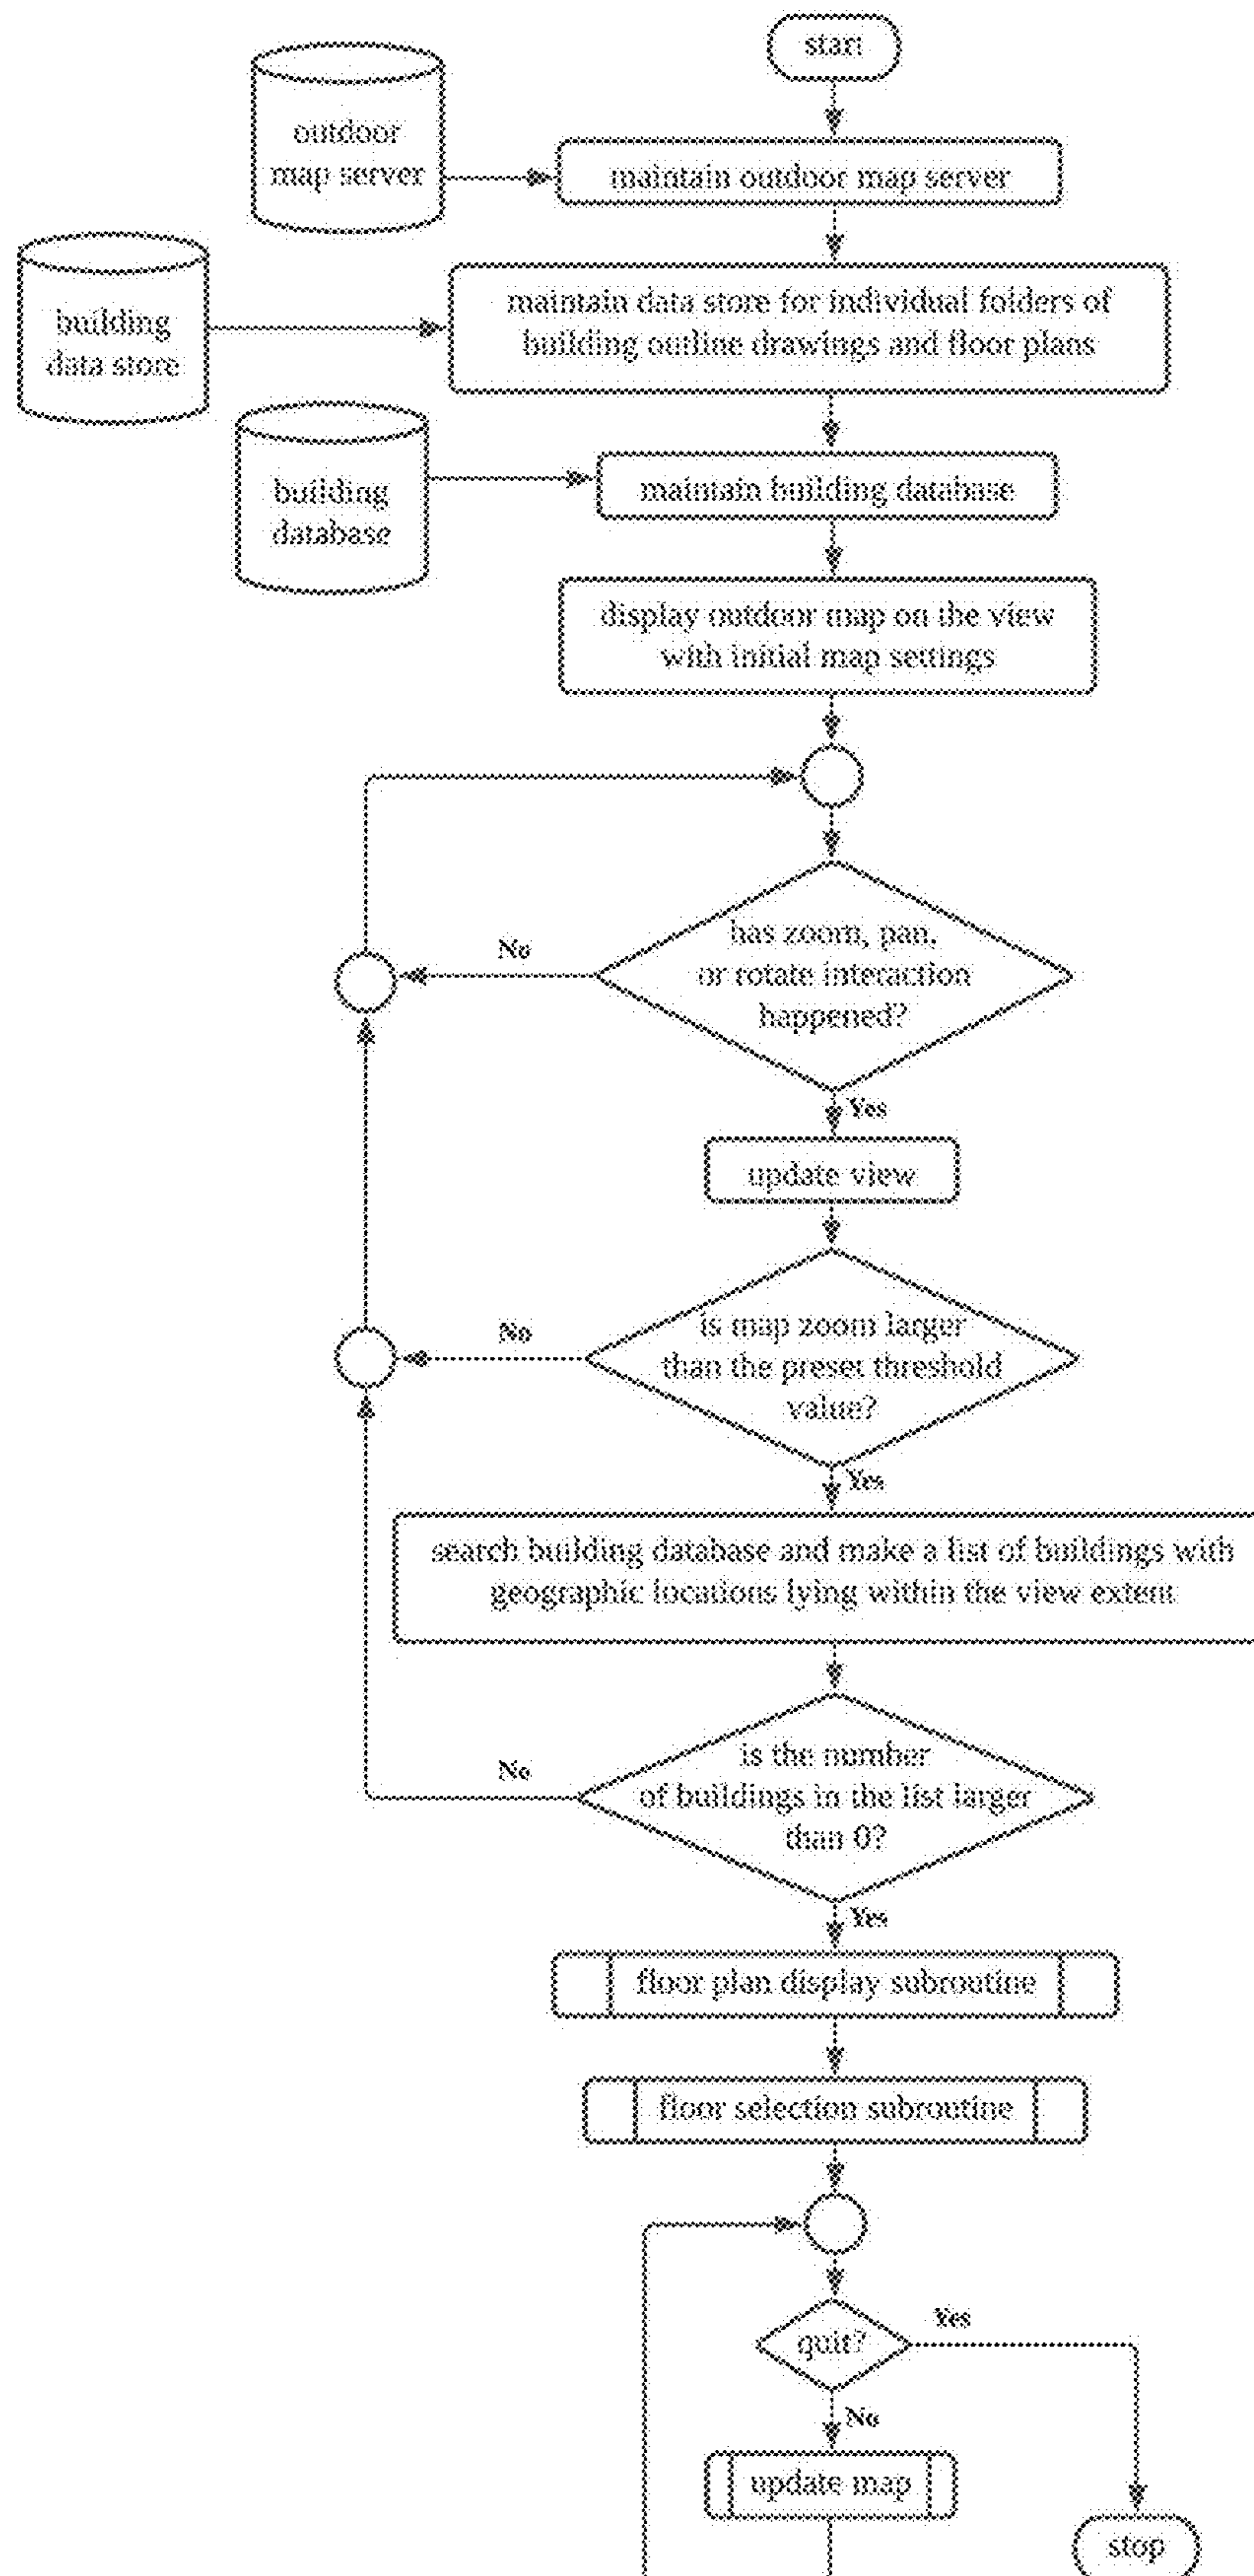 start
outdoor
map server
maintain outdoor map server
building
data store
maintain data store for individual folders of
building outline drawings and floor plans
building
database
maintain building database
display outdoor map on the view
with initial map settings
has zoom, pan,
or rotate interaction
happened?
No
Yes
update view
is map zoom larger
than the preset threshold
value?
No
Yes
search building database and make a list of buildings with
geographic locations lying within the view extent
is the number
of buildings in the list larger
than 0?
No
Yes
floor plan display subroutine
floor selection subroutine
quit?
Yes
No
update map
stop